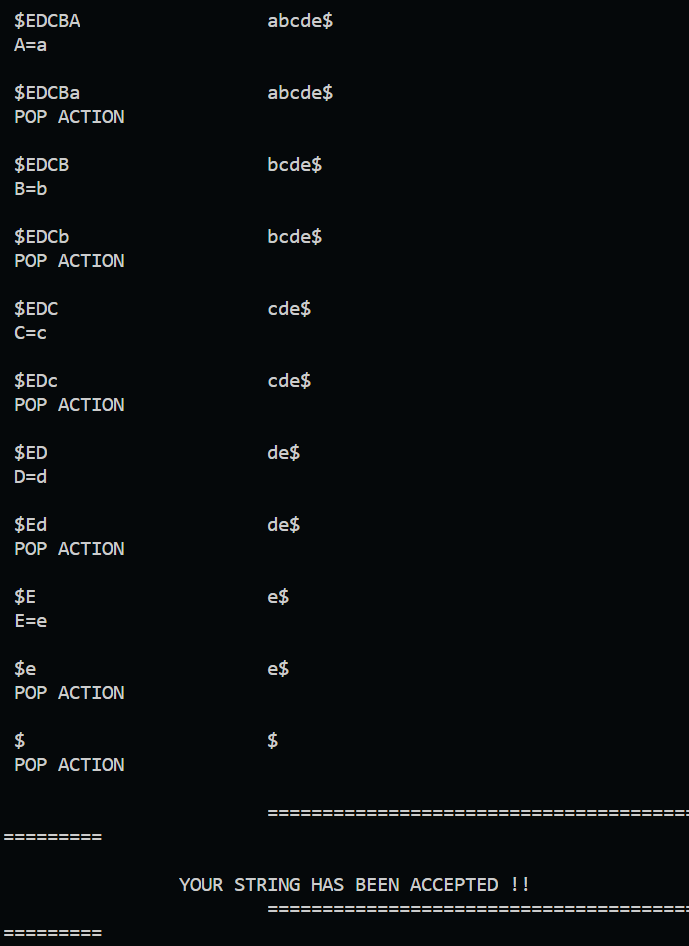 $EDCBA abcde$
A=a
$EDCBa abcde$
POP ACTION
$EDCB bcde$
B=b
$EDCb bcde$
POP ACTION
$EDC cde$
C=c
$EDc cde$
POP ACTION
$ED de$
D=d
$Ed de$
POP ACTION
$E e$
E=e
$e e$
POP ACTION
$ $
POP ACTION
=======================================
=========
YOUR STRING HAS BEEN ACCEPTED !!
=======================================
=========